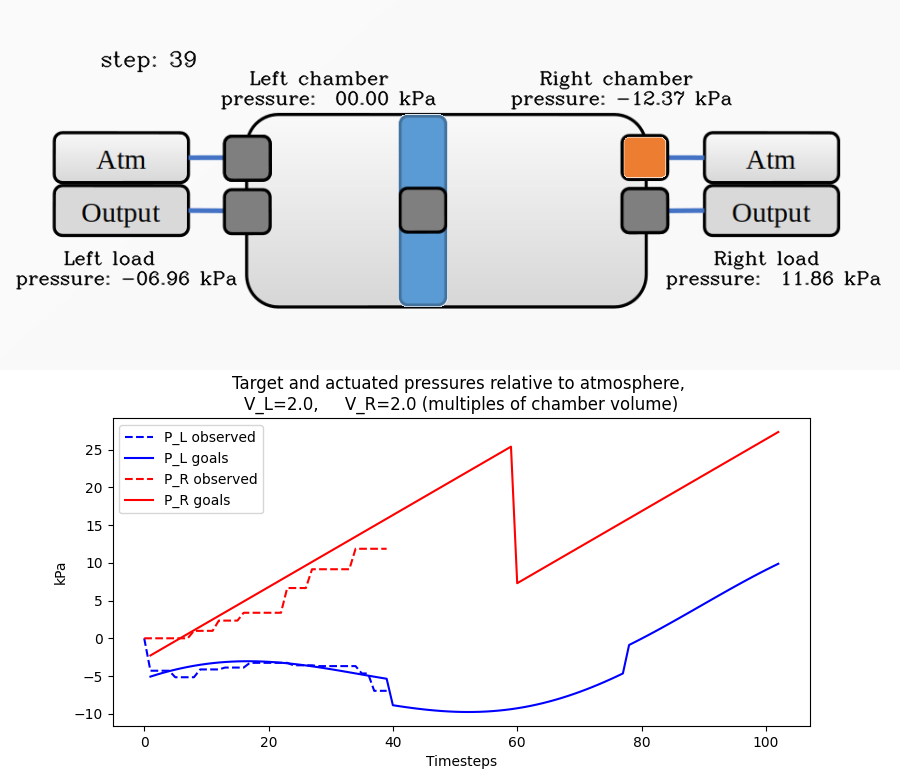 step: 39
Left chamber
pressure: 00.00 kPa
Right chamber
pressure: −12.37 kPa
Atm
Output
Atm
Output
Left load
pressure: −06.96 kPa
Right load
pressure: 11.86 kPa
Target and actuated pressures relative to atmosphere,
V_L=2.0, V_R=2.0 (multiples of chamber volume)
P_L observed
P_L goals
P_R observed
P_R goals
25
20
15
10
5
0
−5
−10
kPa
0 20 40 60 80 100
Timesteps